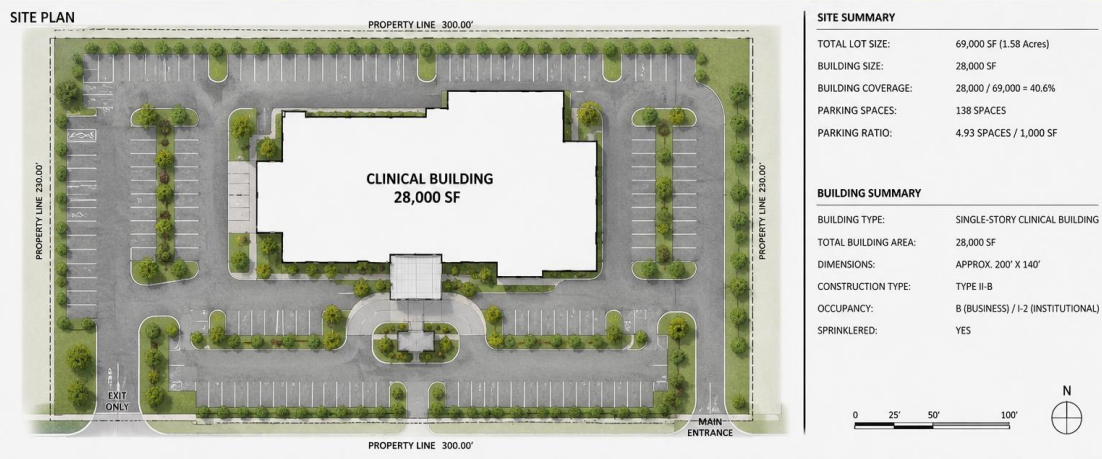 SITE PLAN
PROPERTY LINE 300.00'
PROPERTY LINE 230.00'
CLINICAL BUILDING
28,000 SF
PROPERTY LINE 230.00'
EXIT
ONLY
MAIN
ENTRANCE
PROPERTY LINE 300.00'
SITE SUMMARY
TOTAL LOT SIZE: 69,000 SF (1.58 Acres)
BUILDING SIZE: 28,000 SF
BUILDING COVERAGE: 28,000 / 69,000 = 40.6%
PARKING SPACES: 138 SPACES
PARKING RATIO: 4.93 SPACES / 1,000 SF
BUILDING SUMMARY
BUILDING TYPE: SINGLE-STORY CLINICAL BUILDING
TOTAL BUILDING AREA: 28,000 SF
DIMENSIONS: APPROX. 200' X 140'
CONSTRUCTION TYPE: TYPE II-B
OCCUPANCY: B (BUSINESS) / I-2 (INSTITUTIONAL)
SPRINKLERED: YES
0 25' 50' 100'
N